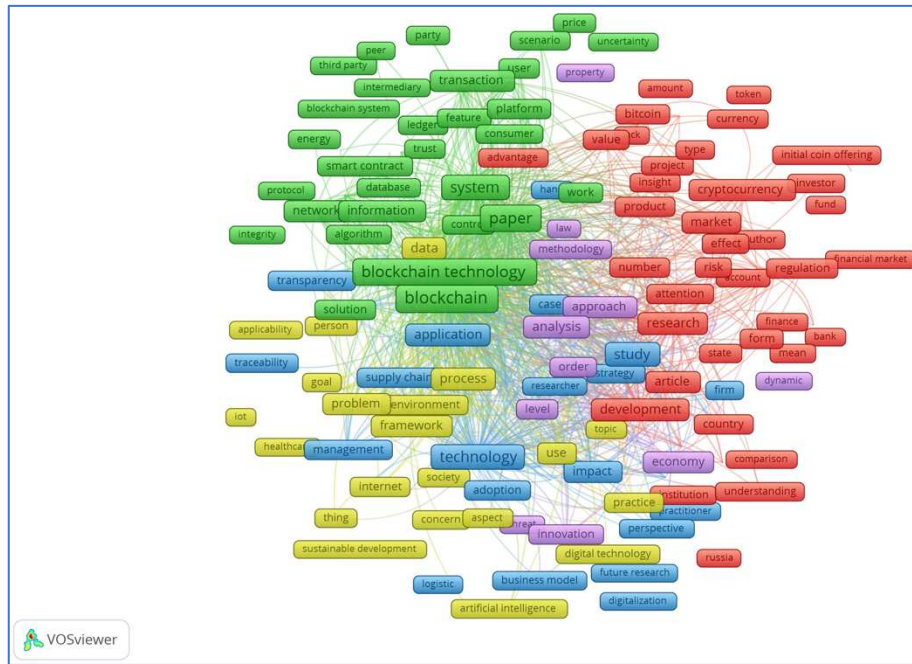 price
party
scenario
uncertainty
peer
third party
user
property
transaction
intermediary
amount
token
blockchain system
platform
bitcoin
currency
feature
ledger
consumer
value
energy
trust
type
advantage
initial coin offering
smart contract
project
insight
investor
database
system
cryptocurrency
protocol
work
fund
network
information
product
paper
market
integrity
algorithm
law
effect
data
methodology
financial market
number
risk
regulation
blockchain technology
account
transparency
attention
blockchain
case
approach
solution
research
finance
applicability
person
application
analysis
form
bank
state
mean
study
traceability
order
strategy
supply chain
process
article
dynamic
goal
researcher
firm
problem
environment
level
development
iot
framework
topic
country
healthcare
management
technology
use
economy
comparison
impact
society
internet
adoption
institution
understanding
practice
practitioner
thing
concern
aspect
perspective
innovation
sustainable development
digital technology
russia
future research
logistic
business model
digitalization
artificial intelligence
VOSviewer